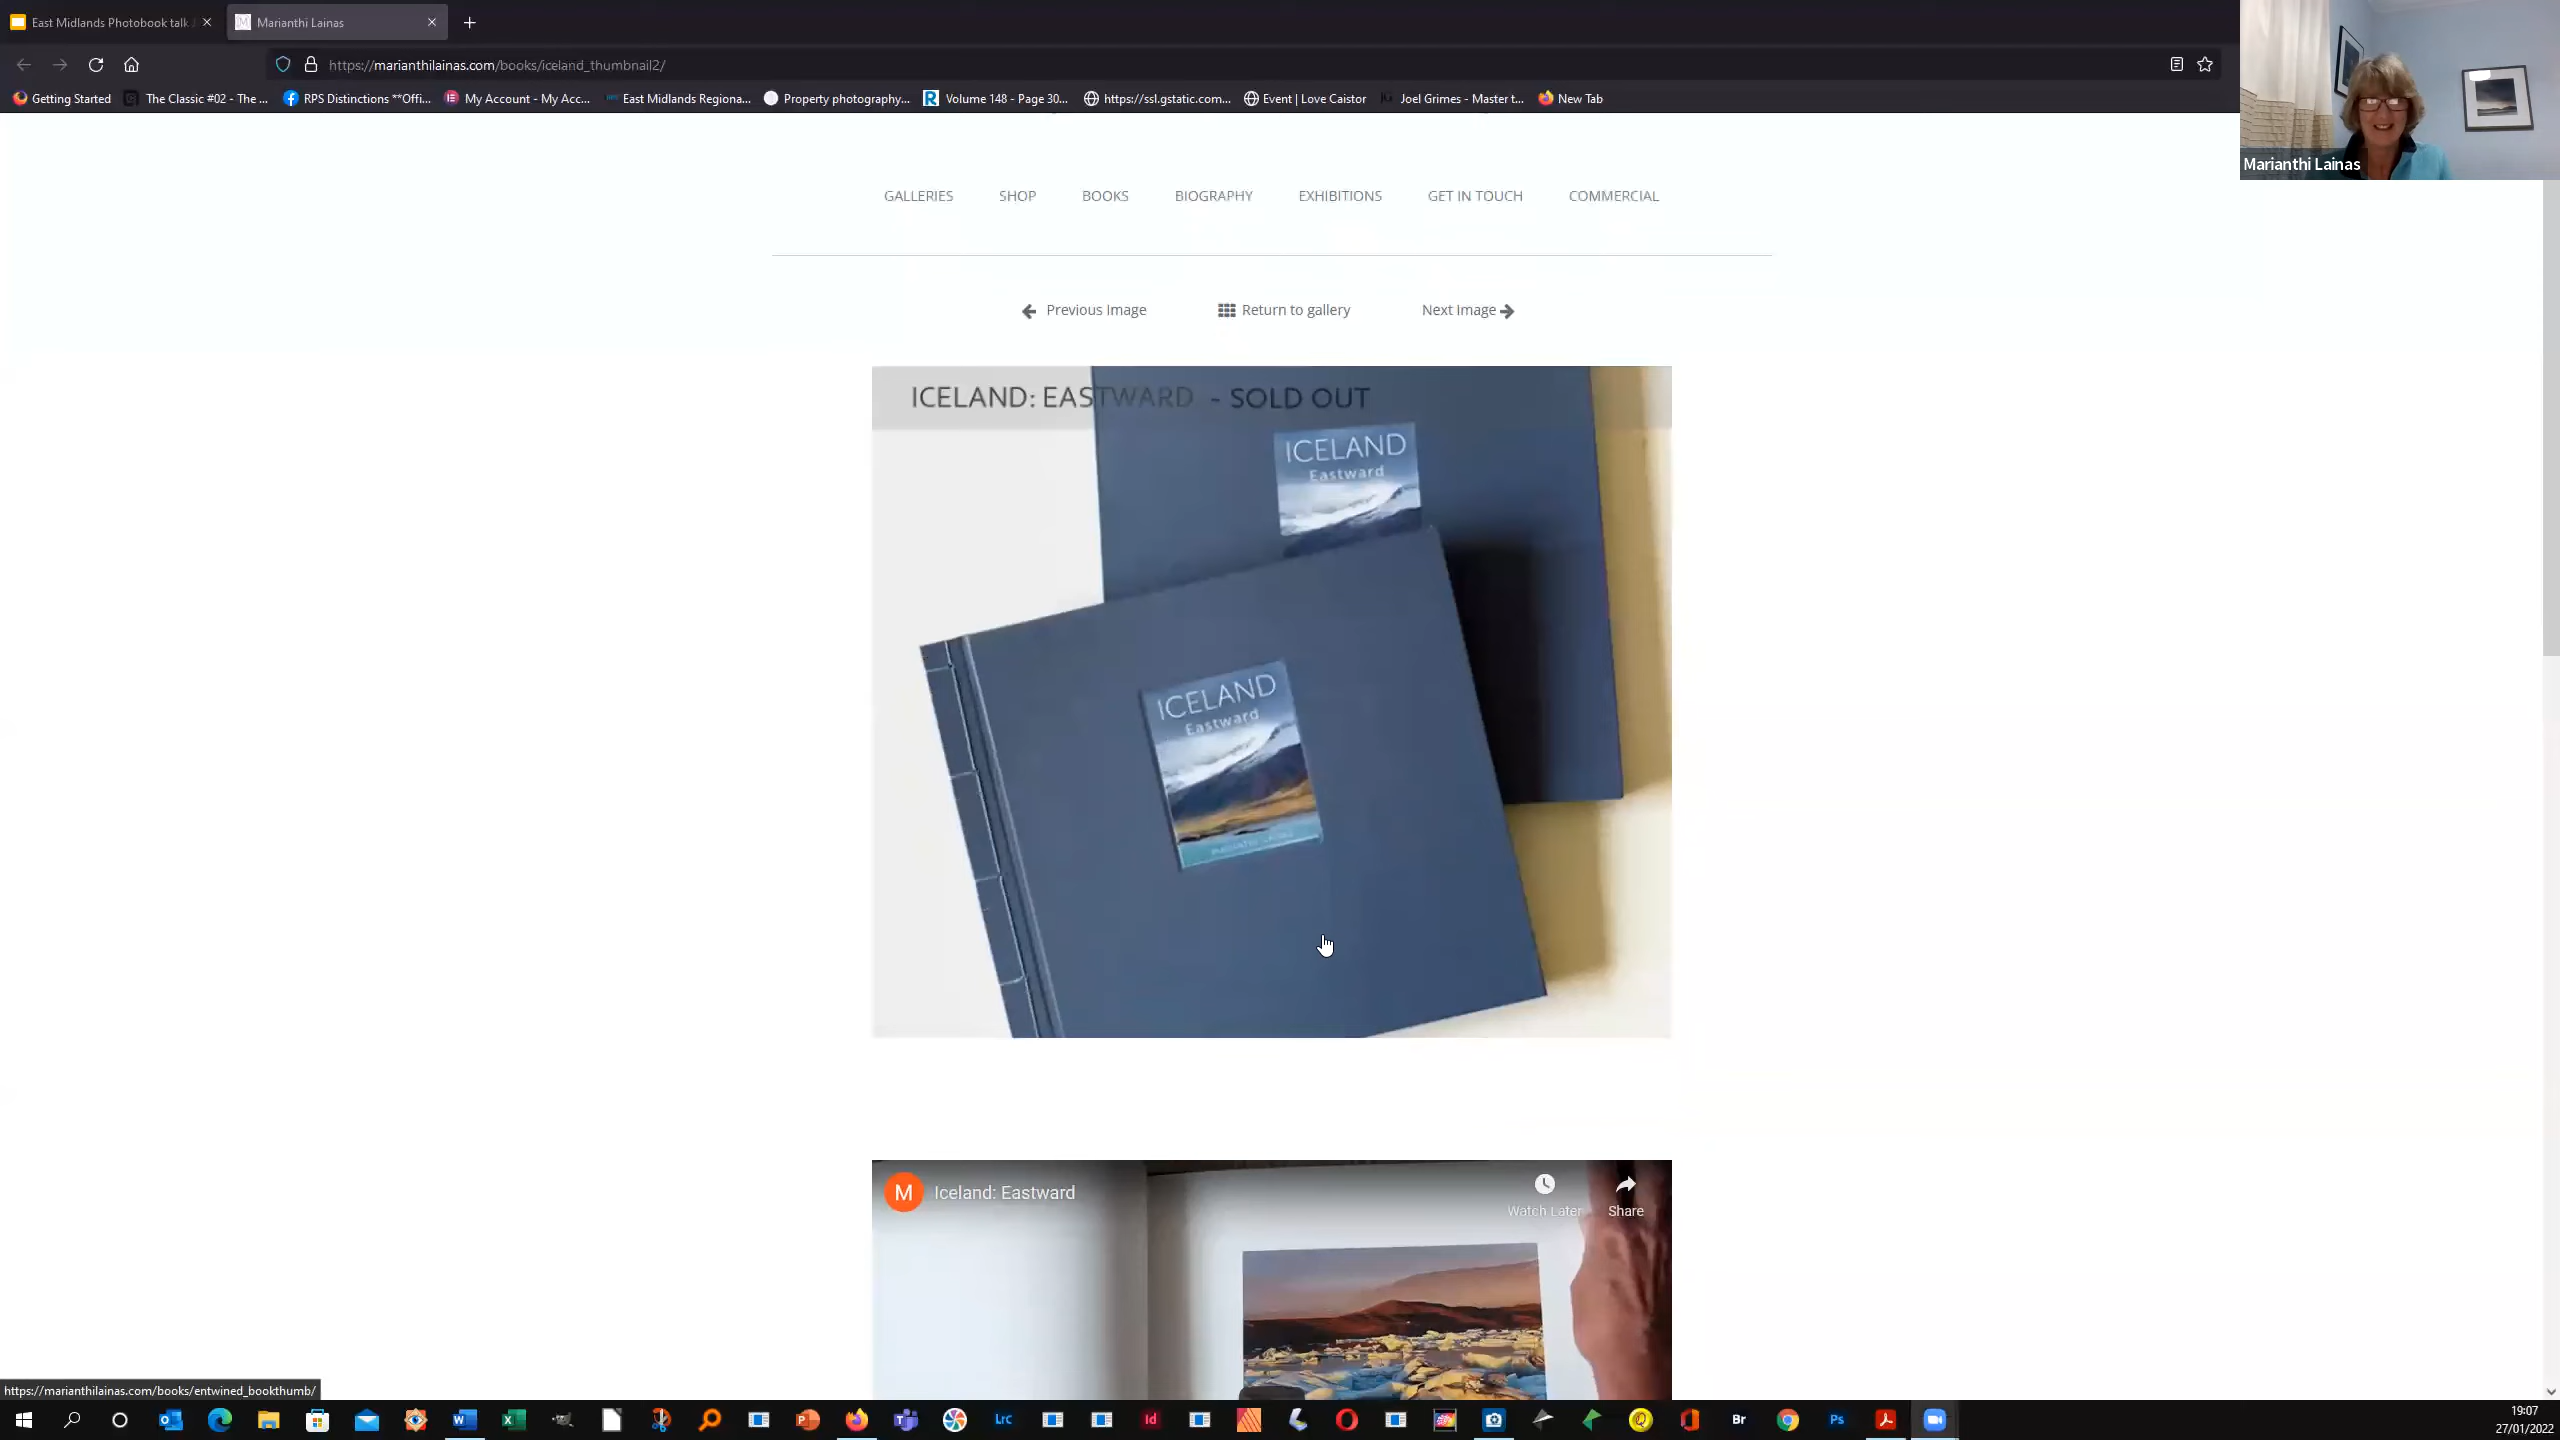 East Midlands Photobook talk
Marianthi Lainas
https://marianthilainas.com/books/iceland_thumbnail2/
Getting Started
The Classic #02 - The ...
RPS Distinctions **Offi...
My Account - My Acc...
East Midlands Regiona...
Property photography...
Volume 148 - Page 30...
https://ssl.gstatic.com...
Event | Love Caistor
Joel Grimes - Master t...
New Tab
Marianthi Lainas
GALLERIES
SHOP
BOOKS
BIOGRAPHY
EXHIBITIONS
GET IN TOUCH
COMMERCIAL
Previous Image
Return to gallery
Next Image
ICELAND: EASTWARD - SOLD OUT
ICELAND
Eastward
ICELAND
Eastward
M
Iceland: Eastward
Watch Later
Share
https://marianthilainas.com/books/entwined_bookthumb/
Lrc
Id
Br
Ps
19:07
27/01/2022